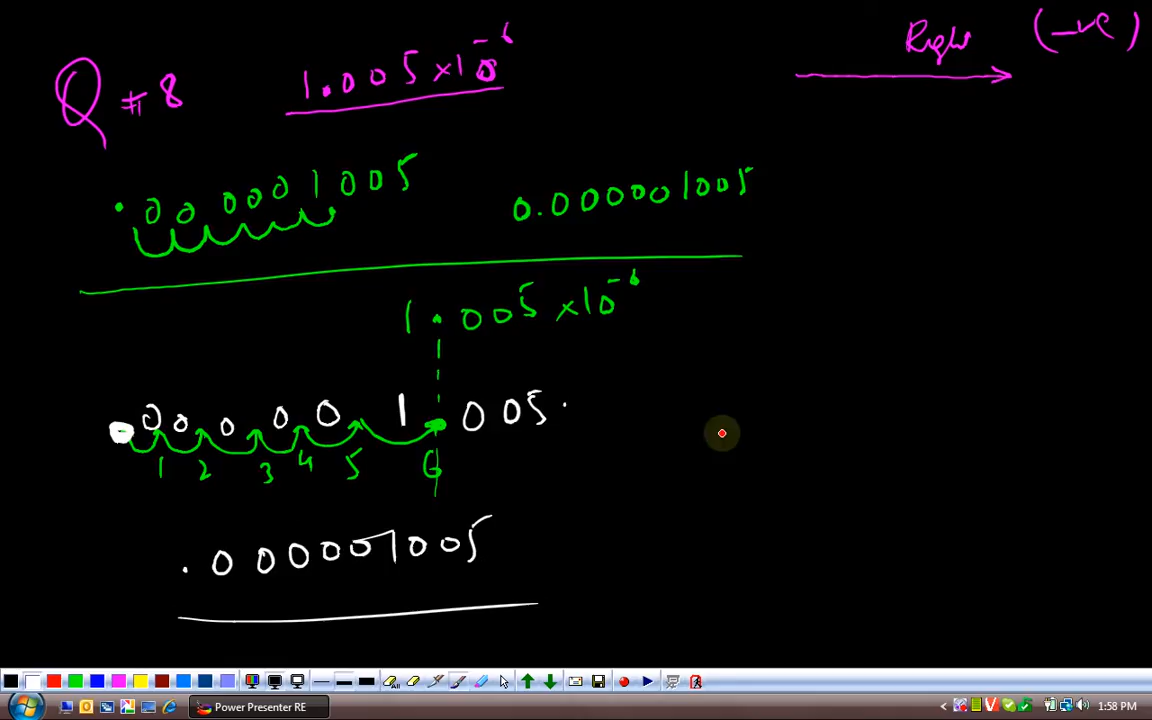 Right (-ve)
Q # 8 1.005×10⁻⁶
.000001005 0.000001005
1.005×10⁻⁶
.000001.005.
1 2 3 4 5 6
.000001005
All
Power Presenter RE
1:58 PM